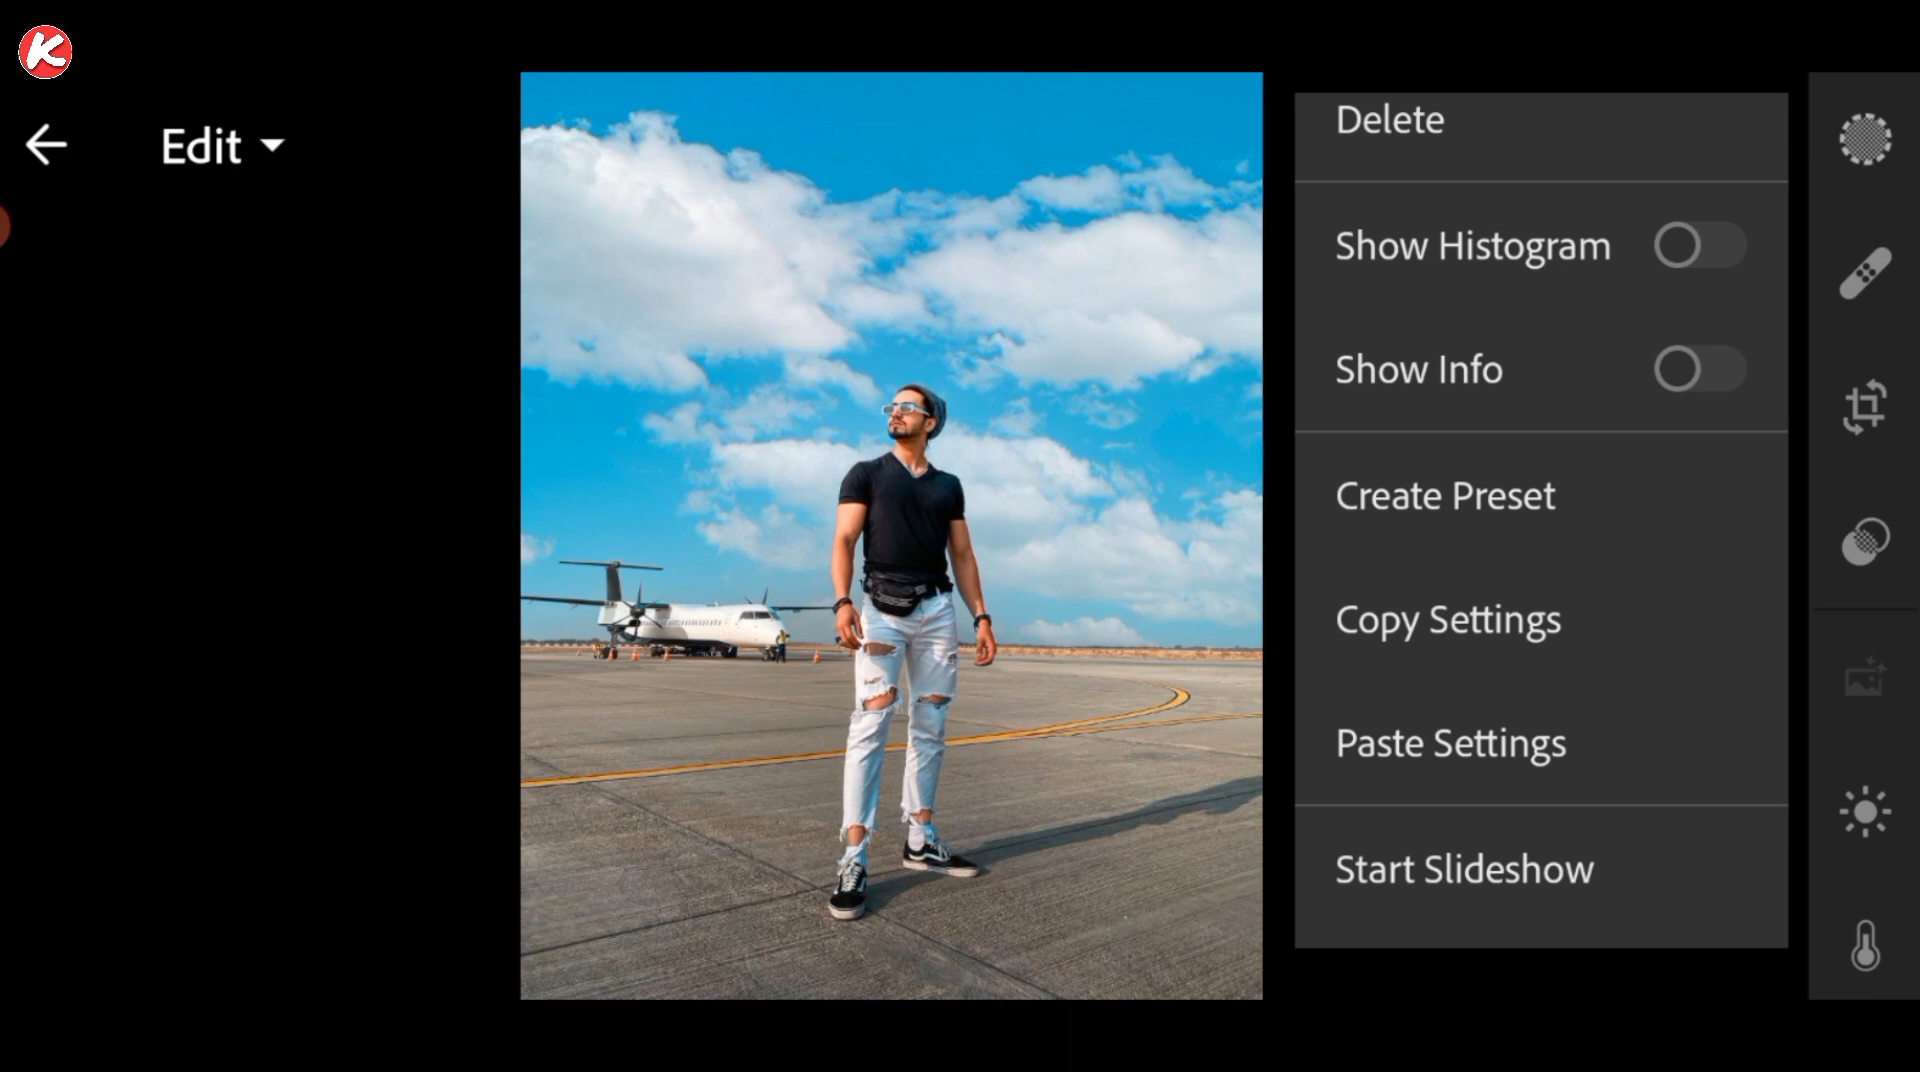 K
Edit
Delete
Show Histogram
Show Info
Create Preset
Copy Settings
Paste Settings
Start Slideshow